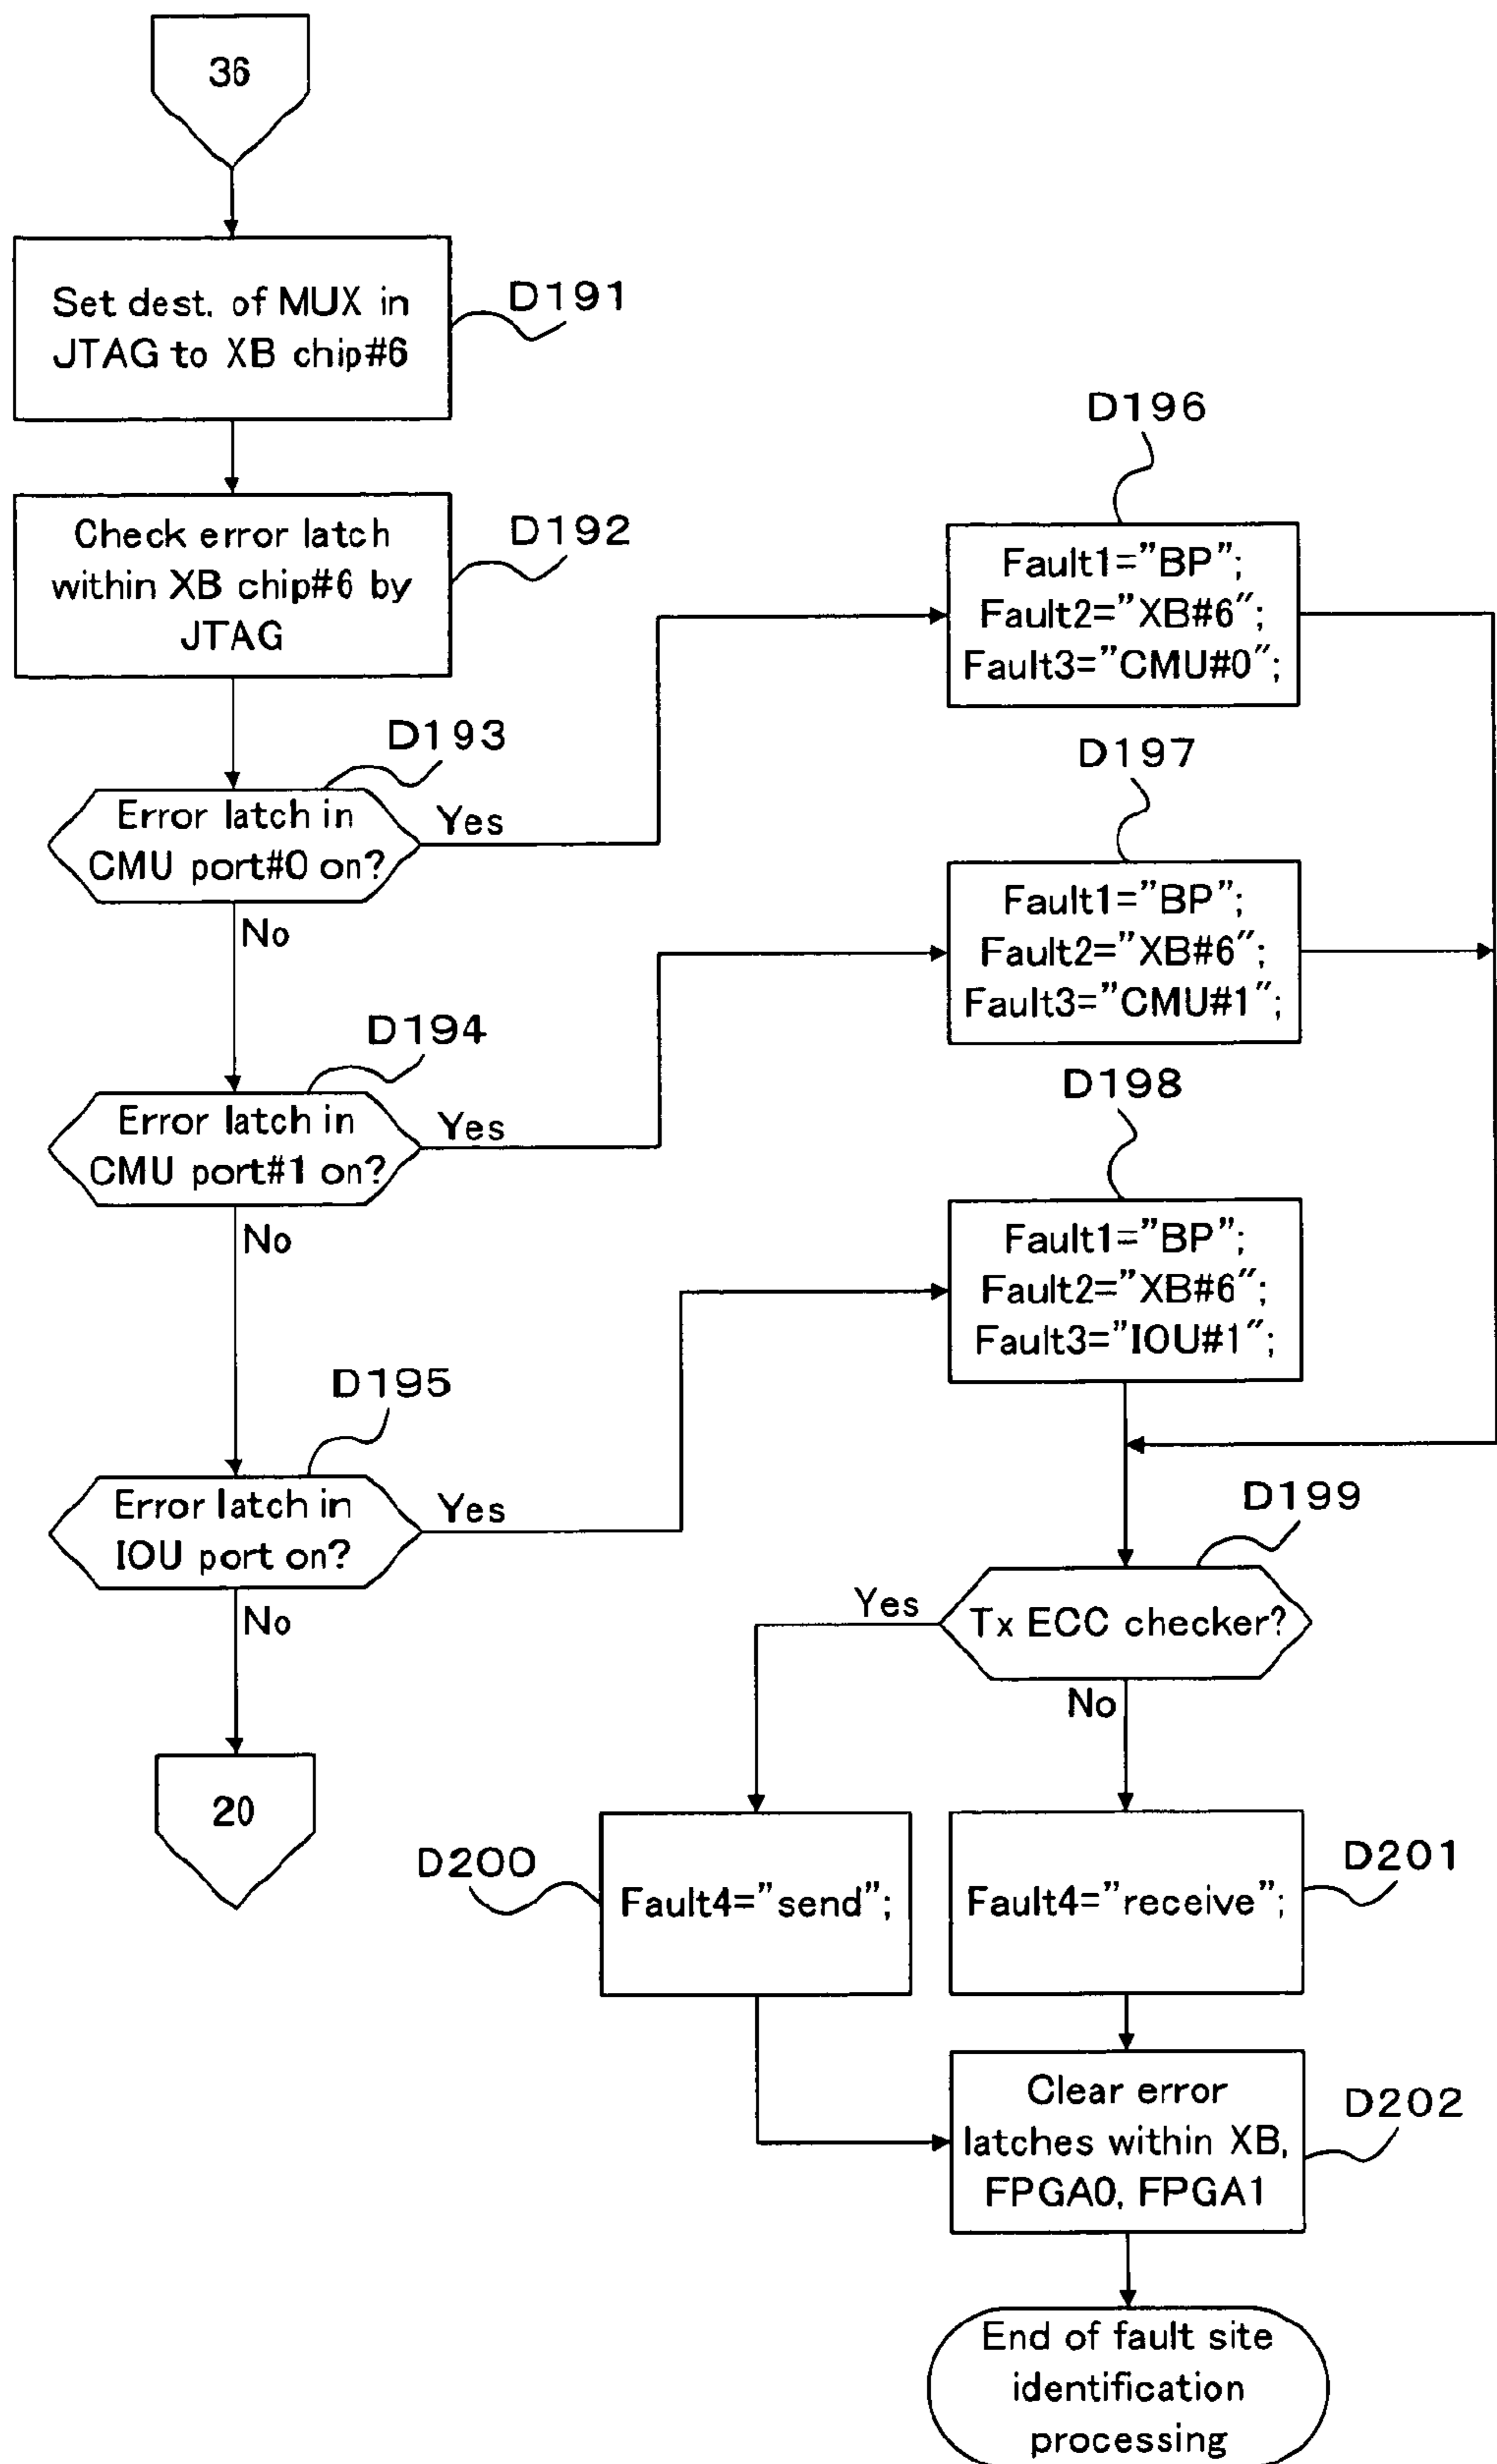 36
Set dest. of MUX in
JTAG to XB chip#6
D191
Check error latch
within XB chip#6 by
JTAG
D192
D193
Error latch in
CMU port#0 on?
Yes
No
D194
Error latch in
CMU port#1 on?
Yes
No
D195
Error latch in
IOU port on?
Yes
No
20
D196
Fault1="BP";
Fault2="XB#6";
Fault3="CMU#0";
D197
Fault1="BP";
Fault2="XB#6";
Fault3="CMU#1";
D198
Fault1="BP";
Fault2="XB#6";
Fault3="IOU#1";
D199
Tx ECC checker?
Yes
No
D200
Fault4="send";
Fault4="receive";
D201
Clear error
latches within XB,
FPGA0, FPGA1
D202
End of fault site
identification
processing